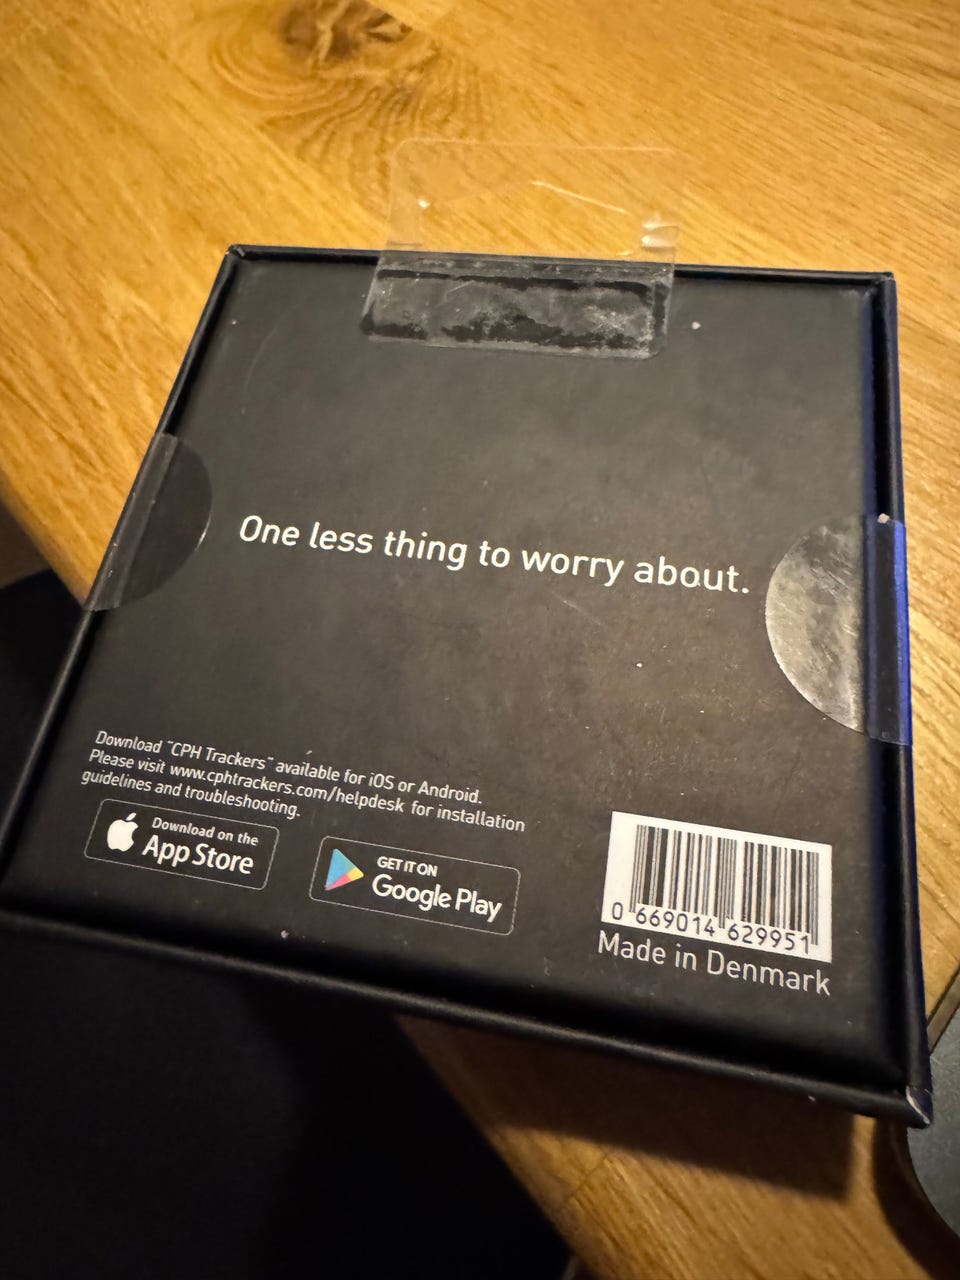 One less thing to worry about.
Download "CPH Trackers" available for iOS or Android.
Please visit www.cphtrackers.com/helpdesk for installation
guidelines and troubleshooting.
Download on the
App Store
GET IT ON
Google Play
0 669014 629951
Made in Denmark